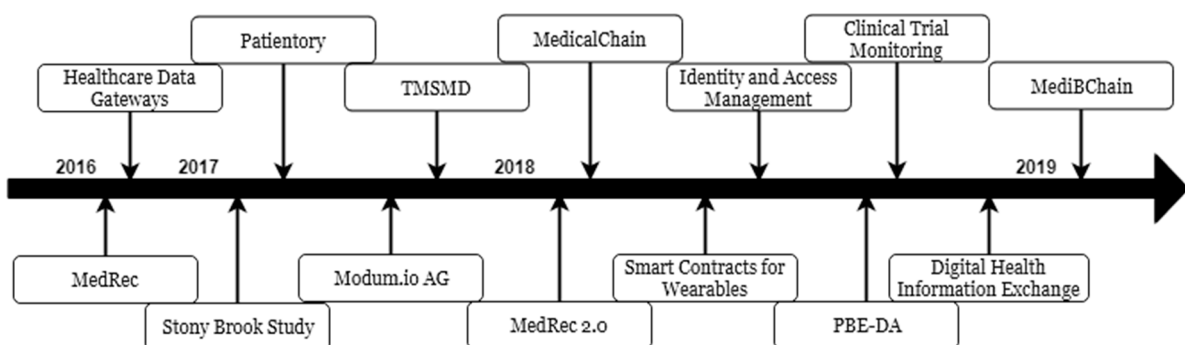 Patientory
MedicalChain
Clinical Trial
Monitoring
Healthcare Data
Gateways
TMSMD
Identity and Access
Management
MediBChain
2016
2017
2018
2019
MedRec
Modum.io AG
Smart Contracts for
Wearables
Digital Health
Information Exchange
Stony Brook Study
MedRec 2.0
PBE-DA